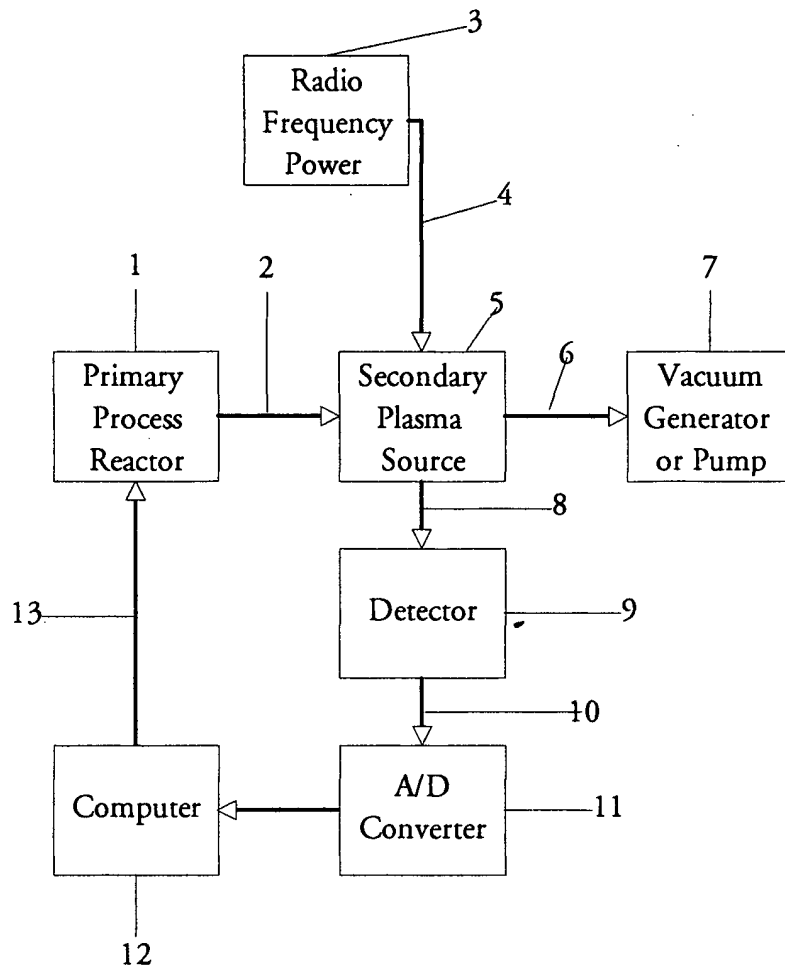 3
Radio
Frequency
Power
4
1
2
5
6
7
Primary
Process
Reactor
Secondary
Plasma
Source
Vacuum
Generator
or Pump
8
Detector
9
13
10
Computer
A/D
Converter
11
12